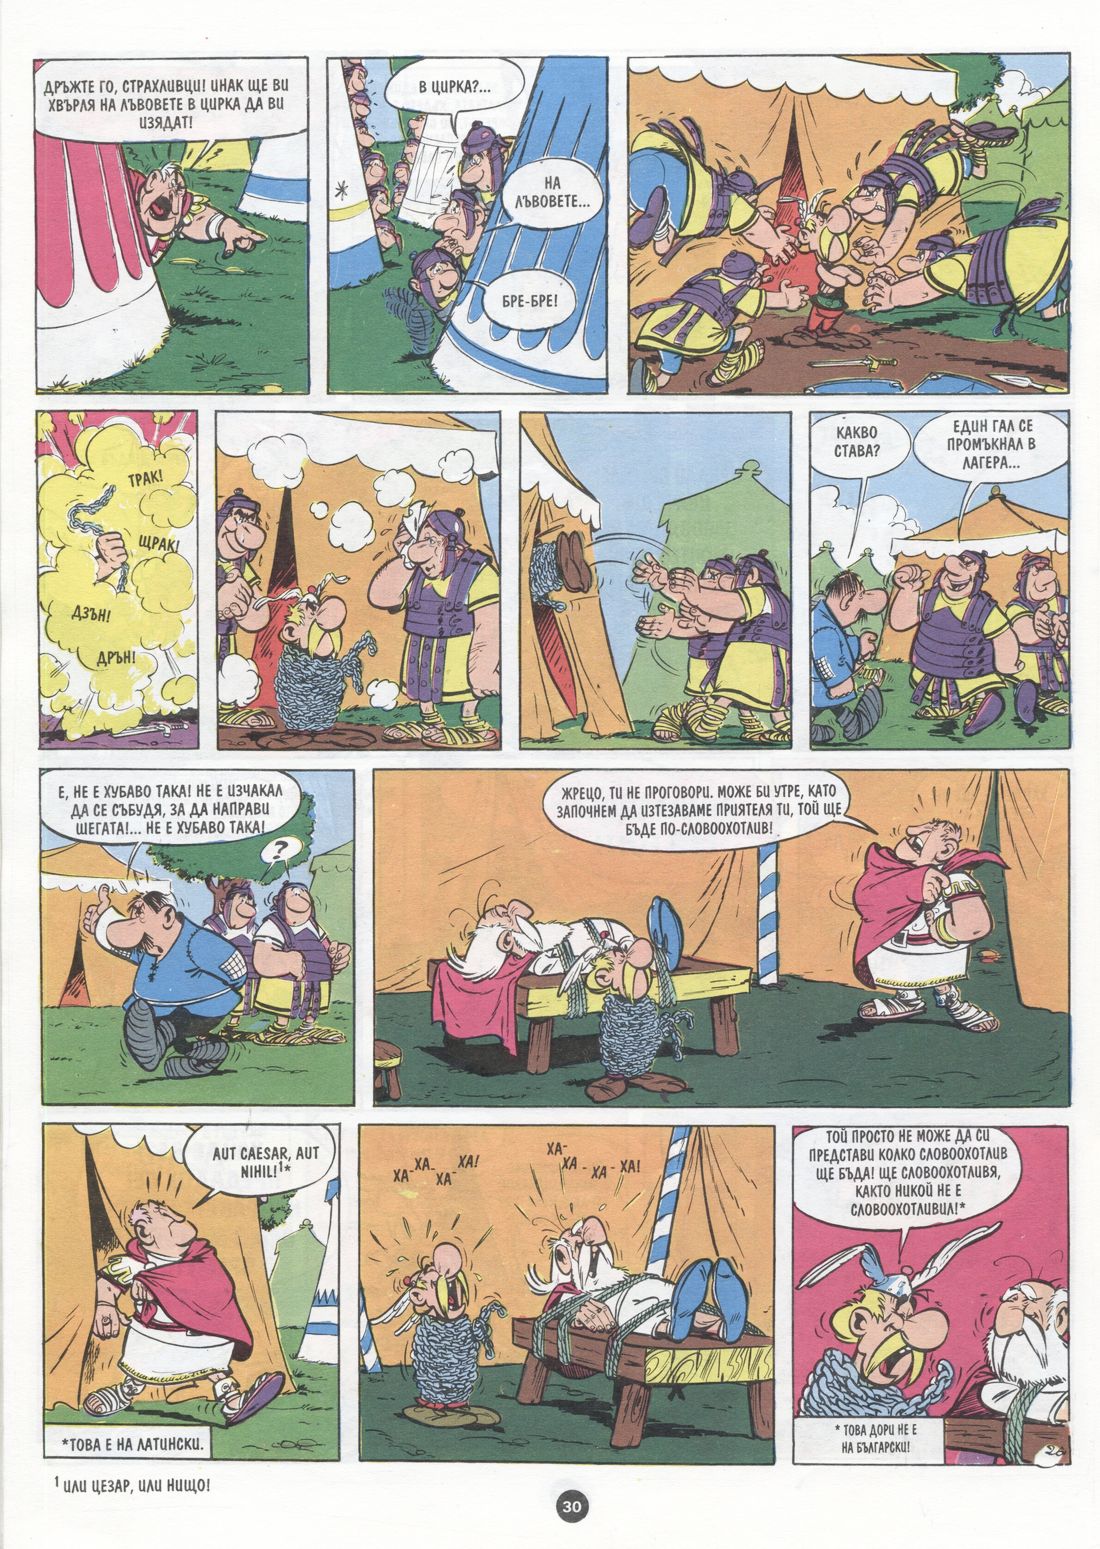 ДРЪЖТЕ ГО, СТРАХЛИВЦИ! ИНАК ЩЕ ВИ
ХВЪРЛЯ НА ЛЪВОВЕТЕ В ЦИРКА ДА ВИ
ИЗЯДАТ!
В ЦИРКА?...
НА
ЛЪВОВЕТЕ...
БРЕ-БРЕ!
ТРАК!
ЩРАК!
ДЗЪН!
ДРЪН!
КАКВО
СТАВА?
ЕДИН ГАЛ СЕ
ПРОМЪКНАЛ В
ЛАГЕРА...
Е, НЕ Е ХУБАВО ТАКА! НЕ Е ИЗЧАКАЛ
ДА СЕ СЪБУДЯ, ЗА ДА НАПРАВИ
ШЕГАТА!... НЕ Е ХУБАВО ТАКА!
?
ЖРЕЦО, ТИ НЕ ПРОГОВОРИ. МОЖЕ БИ УТРЕ, КАТО
ЗАПОЧНЕМ ДА ИЗТЕЗАВАМЕ ПРИЯТЕЛЯ ТИ, ТОЙ ЩЕ
БЪДЕ ПО-СЛОВООХОТЛИВ!
AUT CAESAR, AUT
NIHIL!¹*
*ТОВА Е НА ЛАТИНСКИ.
ХА-ХА-ХА ХА!
ХА-ХА-ХА-ХА!
ТОЙ ПРОСТО НЕ МОЖЕ ДА СИ
ПРЕДСТАВИ КОЛКО СЛОВООХОТЛИВ
ЩЕ БЪДА! ЩЕ СЛОВООХОТЛИВЯ,
КАКТО НИКОЙ НЕ Е
СЛОВООХОТЛИВИЛ!*
* ТОВА ДОРИ НЕ Е
НА БЪЛГАРСКИ!
¹ ИЛИ ЦЕЗАР, ИЛИ НИЩО!
30